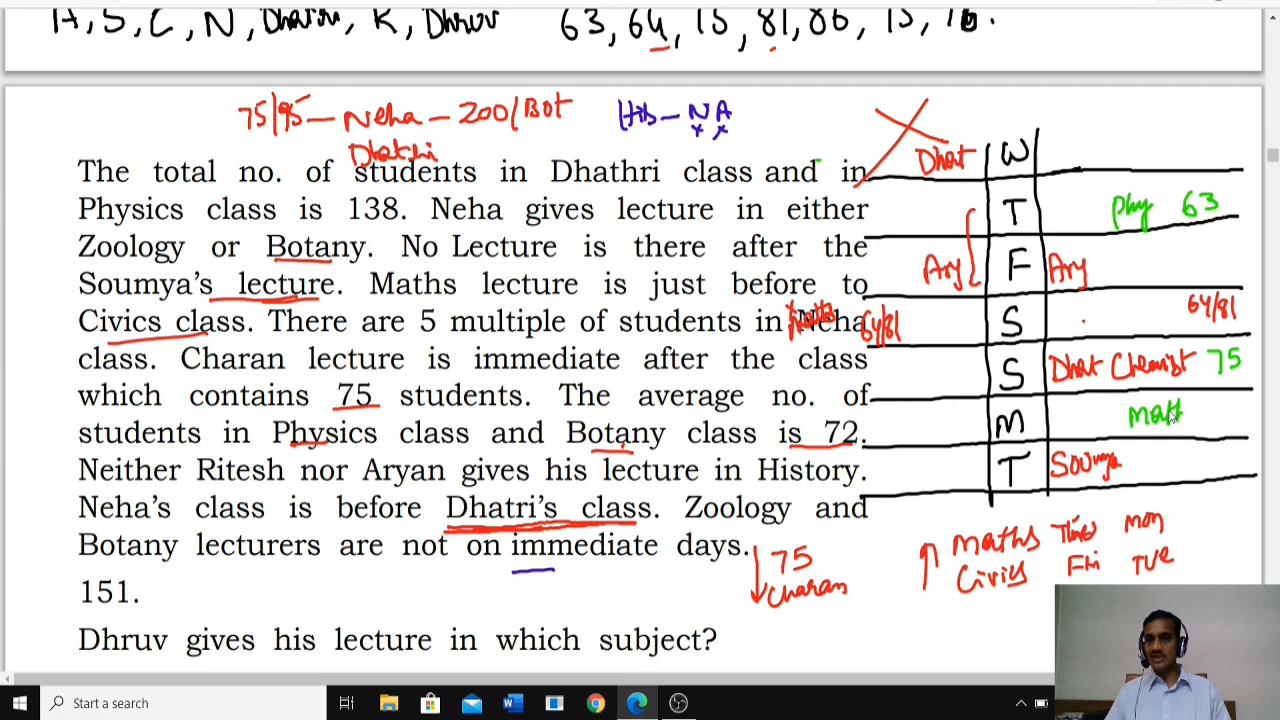 A, S, C, N, Dhatri, R, Dhruv 63, 64, 75, 81,
75/95 - Neha - ZOO/Bot His - N A
Dhatri
The total no. of students in Dhathri class and in
Physics class is 138. Neha gives lecture in either
Zoology or Botany. No Lecture is there after the
Soumya's lecture. Maths lecture is just before to
Civics class. There are 5 multiple of students in Neha
class. Charan lecture is immediate after the class
which contains 75 students. The average no. of
students in Physics class and Botany class is 72.
Neither Ritesh nor Aryan gives his lecture in History.
Neha's class is before Dhatri's class. Zoology and
Botany lecturers are not on immediate days.
151.
Dhruv gives his lecture in which subject?
Dhat W
T Phy 63
Ary F Ary
64/81 S 64/81
S Dhat Chemist 75
M Math
T Soumya
75
Charan
Maths Thu Mon
Civics Fri Tue
Start a search